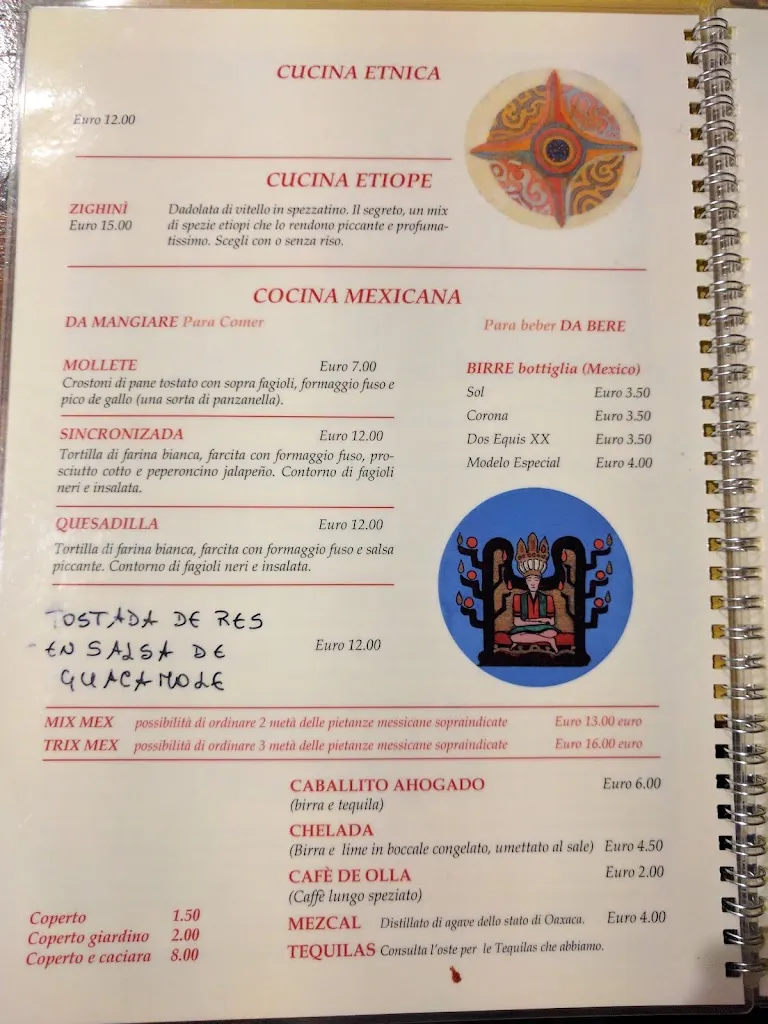 CUCINA ETNICA
Euro 12.00
CUCINA ETIOPE
ZIGHINÌ
Euro 15.00
Dadolata di vitello in spezzatino. Il segreto, un mix
di spezie etiopi che lo rendono piccante e profuma-
tissimo. Scegli con o senza riso.
COCINA MEXICANA
DA MANGIARE Para Comer
Para beber DA BERE
MOLLETE Euro 7.00
Crostoni di pane tostato con sopra fagioli, formaggio fuso e
pico de gallo (una sorta di panzanella).
SINCRONIZADA Euro 12.00
Tortilla di farina bianca, farcita con formaggio fuso, pro-
sciutto cotto e peperoncino jalapeño. Contorno di fagioli
neri e insalata.
QUESADILLA Euro 12.00
Tortilla di farina bianca, farcita con formaggio fuso e salsa
piccante. Contorno di fagioli neri e insalata.
TOSTADA DE RES
- EN SALSA DE
GUACAMOLE
Euro 12.00
BIRRE bottiglia (Mexico)
Sol Euro 3.50
Corona Euro 3.50
Dos Equis XX Euro 3.50
Modelo Especial Euro 4.00
MIX MEX possibilità di ordinare 2 metà delle pietanze messicane sopraindicate Euro 13.00 euro
TRIX MEX possibilità di ordinare 3 metà delle pietanze messicane sopraindicate Euro 16.00 euro
CABALLITO AHOGADO Euro 6.00
(birra e tequila)
CHELADA
(Birra e lime in boccale congelato, umettato al sale) Euro 4.50
CAFÈ DE OLLA Euro 2.00
(Caffè lungo speziato)
MEZCAL Distillato di agave dello stato di Oaxaca. Euro 4.00
TEQUILAS Consulta l'oste per le Tequilas che abbiamo.
Coperto 1.50
Coperto giardino 2.00
Coperto e caciara 8.00